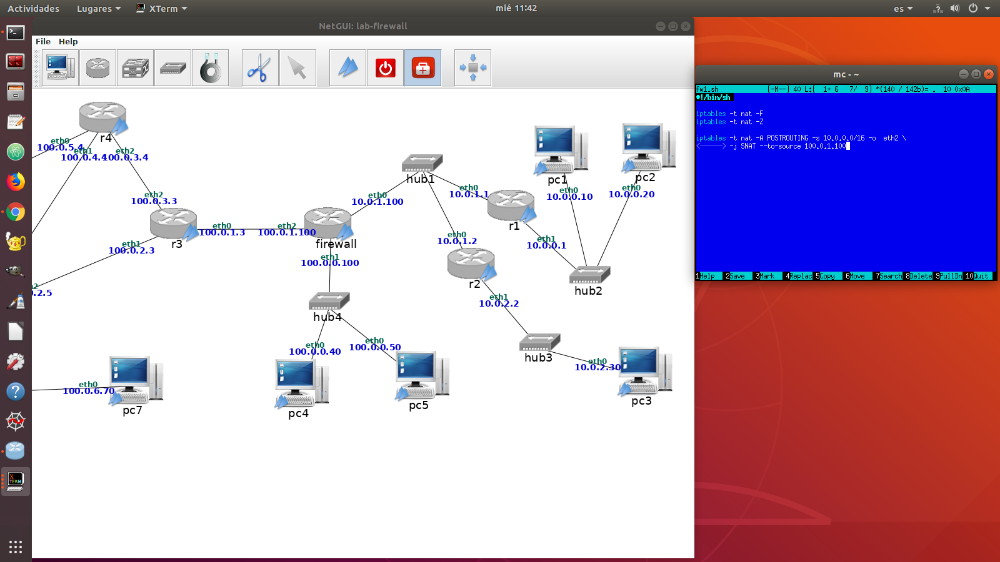 Actividades
Lugares
XTerm
mié 11:42
es
NetGUI: lab-firewall
File Help
r4
eth0
100.0.5.4
eth1
100.0.4.4
eth2
100.0.3.4
eth2
100.0.3.3
r3
eth0
100.0.1.3
eth1
100.0.2.3
eth2
100.0.1.100
firewall
eth0
10.0.1.100
eth1
100.0.0.100
hub1
eth0
10.0.1.1
r1
eth1
10.0.0.1
eth0
10.0.1.2
r2
eth1
10.0.2.2
pc1
eth0
10.0.0.10
pc2
eth0
10.0.0.20
hub2
hub3
eth0
10.0.2.30
pc3
hub4
eth0
100.0.0.40
pc4
eth0
100.0.0.50
pc5
eth0
100.0.6.70
pc7
2.5
mc - ~
fw1.sh [-M--] 40 L:[ 1+ 6 7/ 9] *(140 / 142b)= . 10 0x0A
#!/bin/sh
iptables -t nat -F
iptables -t nat -Z
iptables -t nat -A POSTROUTING -s 10.0.0.0/16 -o eth2 \
<------> -j SNAT --to-source 100.0.1.100
1Help 2Save 3Mark 4Replac 5Copy 6Move 7Search 8Delete 9PullDn 10Quit
X
TERM